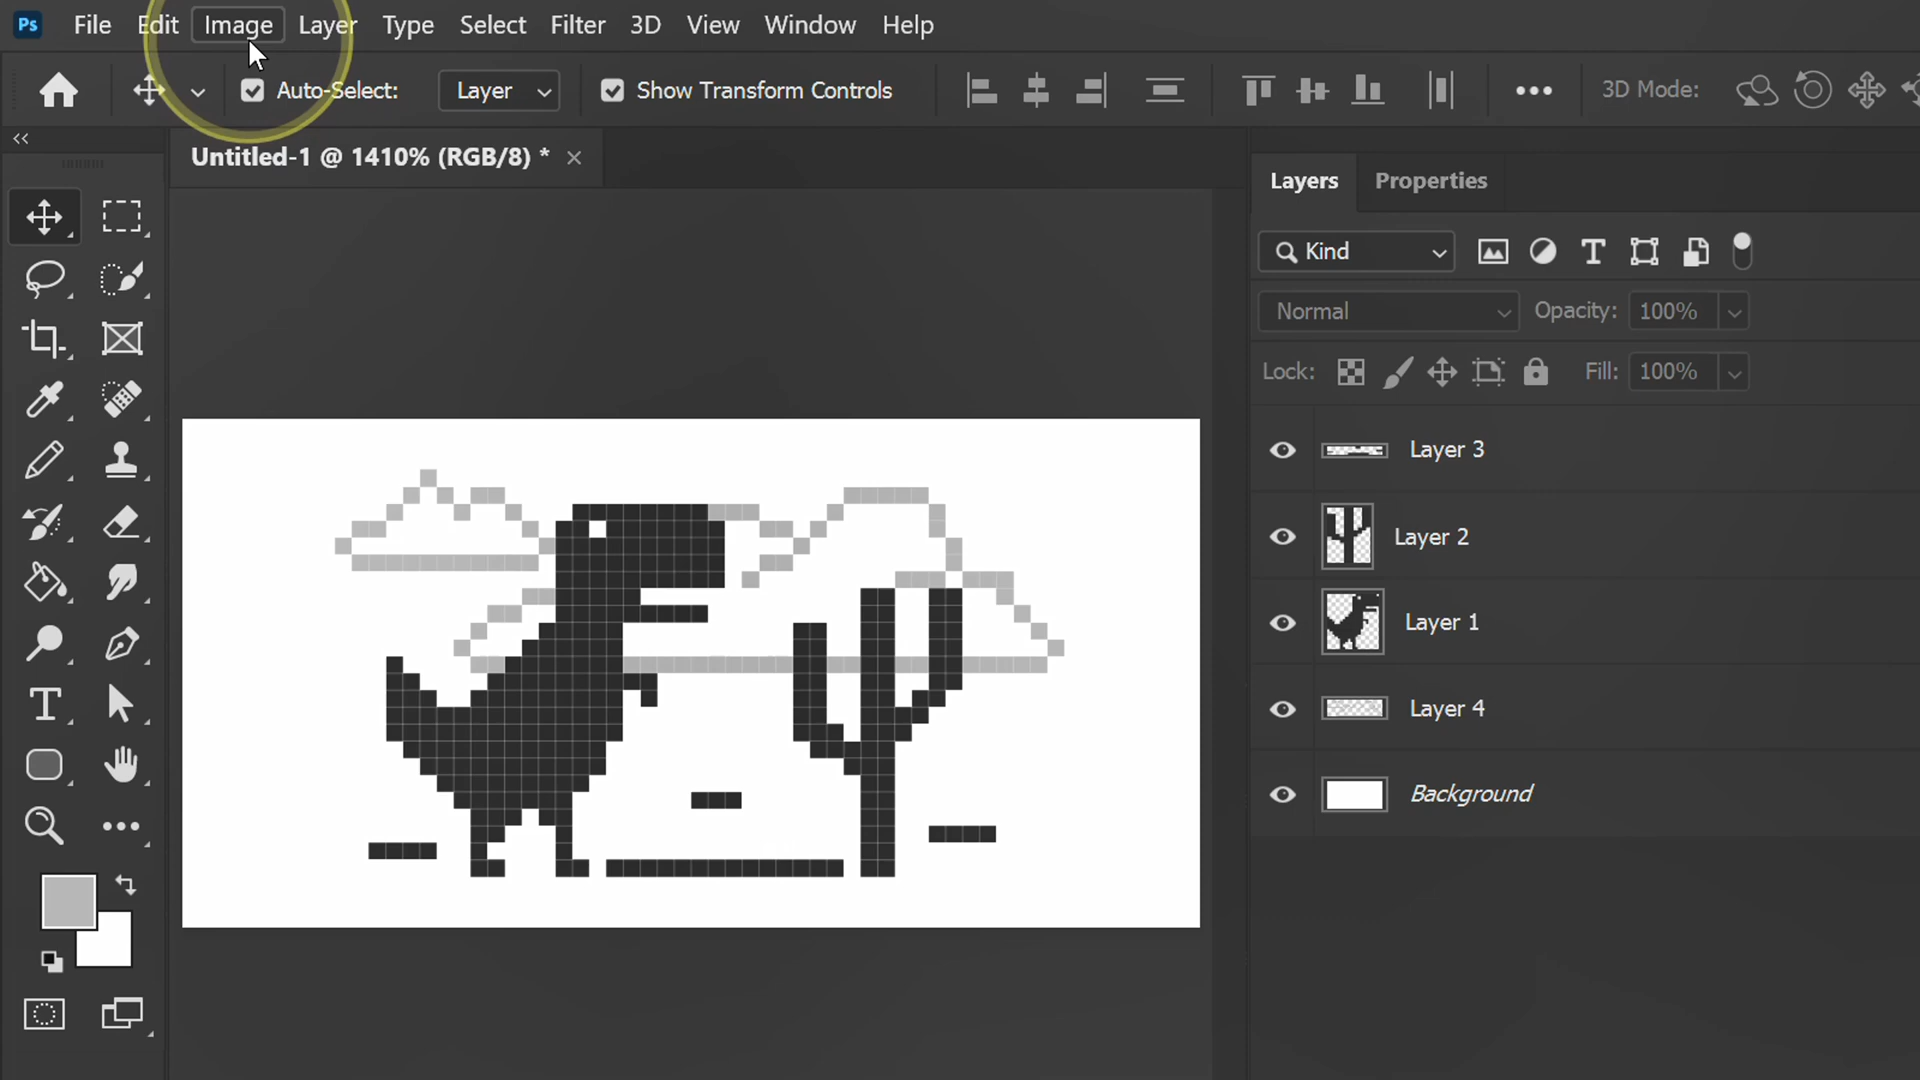 Ps File Edit Image Layer Type Select Filter 3D View Window Help
Auto-Select: Layer Show Transform Controls 3D Mode:
Untitled-1 @ 1410% (RGB/8) *
Layers Properties
Kind
Normal Opacity: 100%
Lock: Fill: 100%
Layer 3
Layer 2
Layer 1
Layer 4
Background